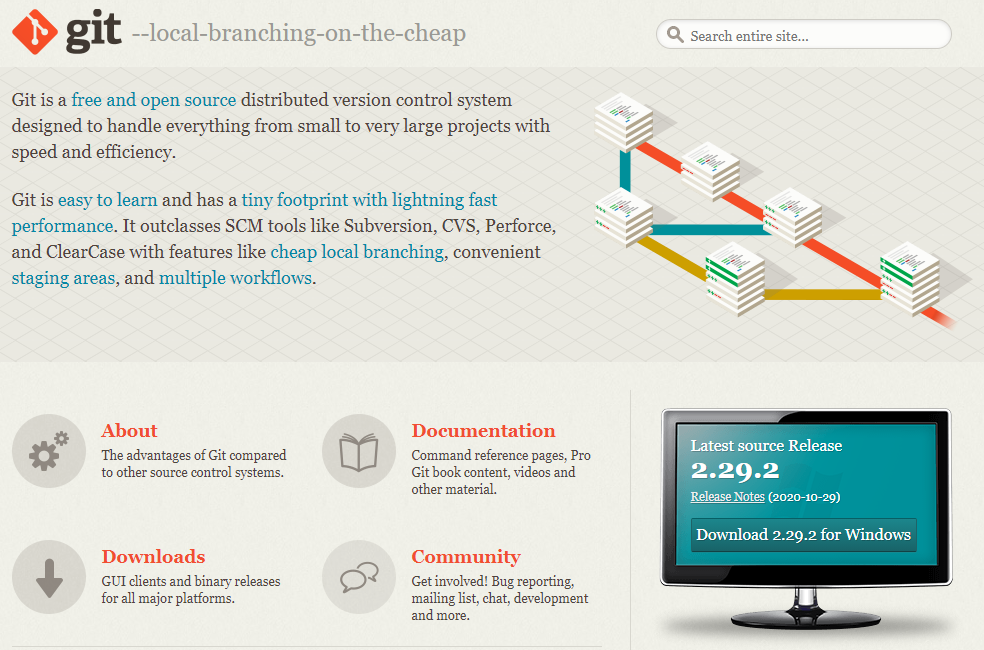 git --local-branching-on-the-cheap
Search entire site...
Git is a free and open source distributed version control system
designed to handle everything from small to very large projects with
speed and efficiency.
Git is easy to learn and has a tiny footprint with lightning fast
performance. It outclasses SCM tools like Subversion, CVS, Perforce,
and ClearCase with features like cheap local branching, convenient
staging areas, and multiple workflows.
About
The advantages of Git compared
to other source control systems.
Documentation
Command reference pages, Pro
Git book content, videos and
other material.
Downloads
GUI clients and binary releases
for all major platforms.
Community
Get involved! Bug reporting,
mailing list, chat, development
and more.
Latest source Release
2.29.2
Release Notes (2020-10-29)
Download 2.29.2 for Windows